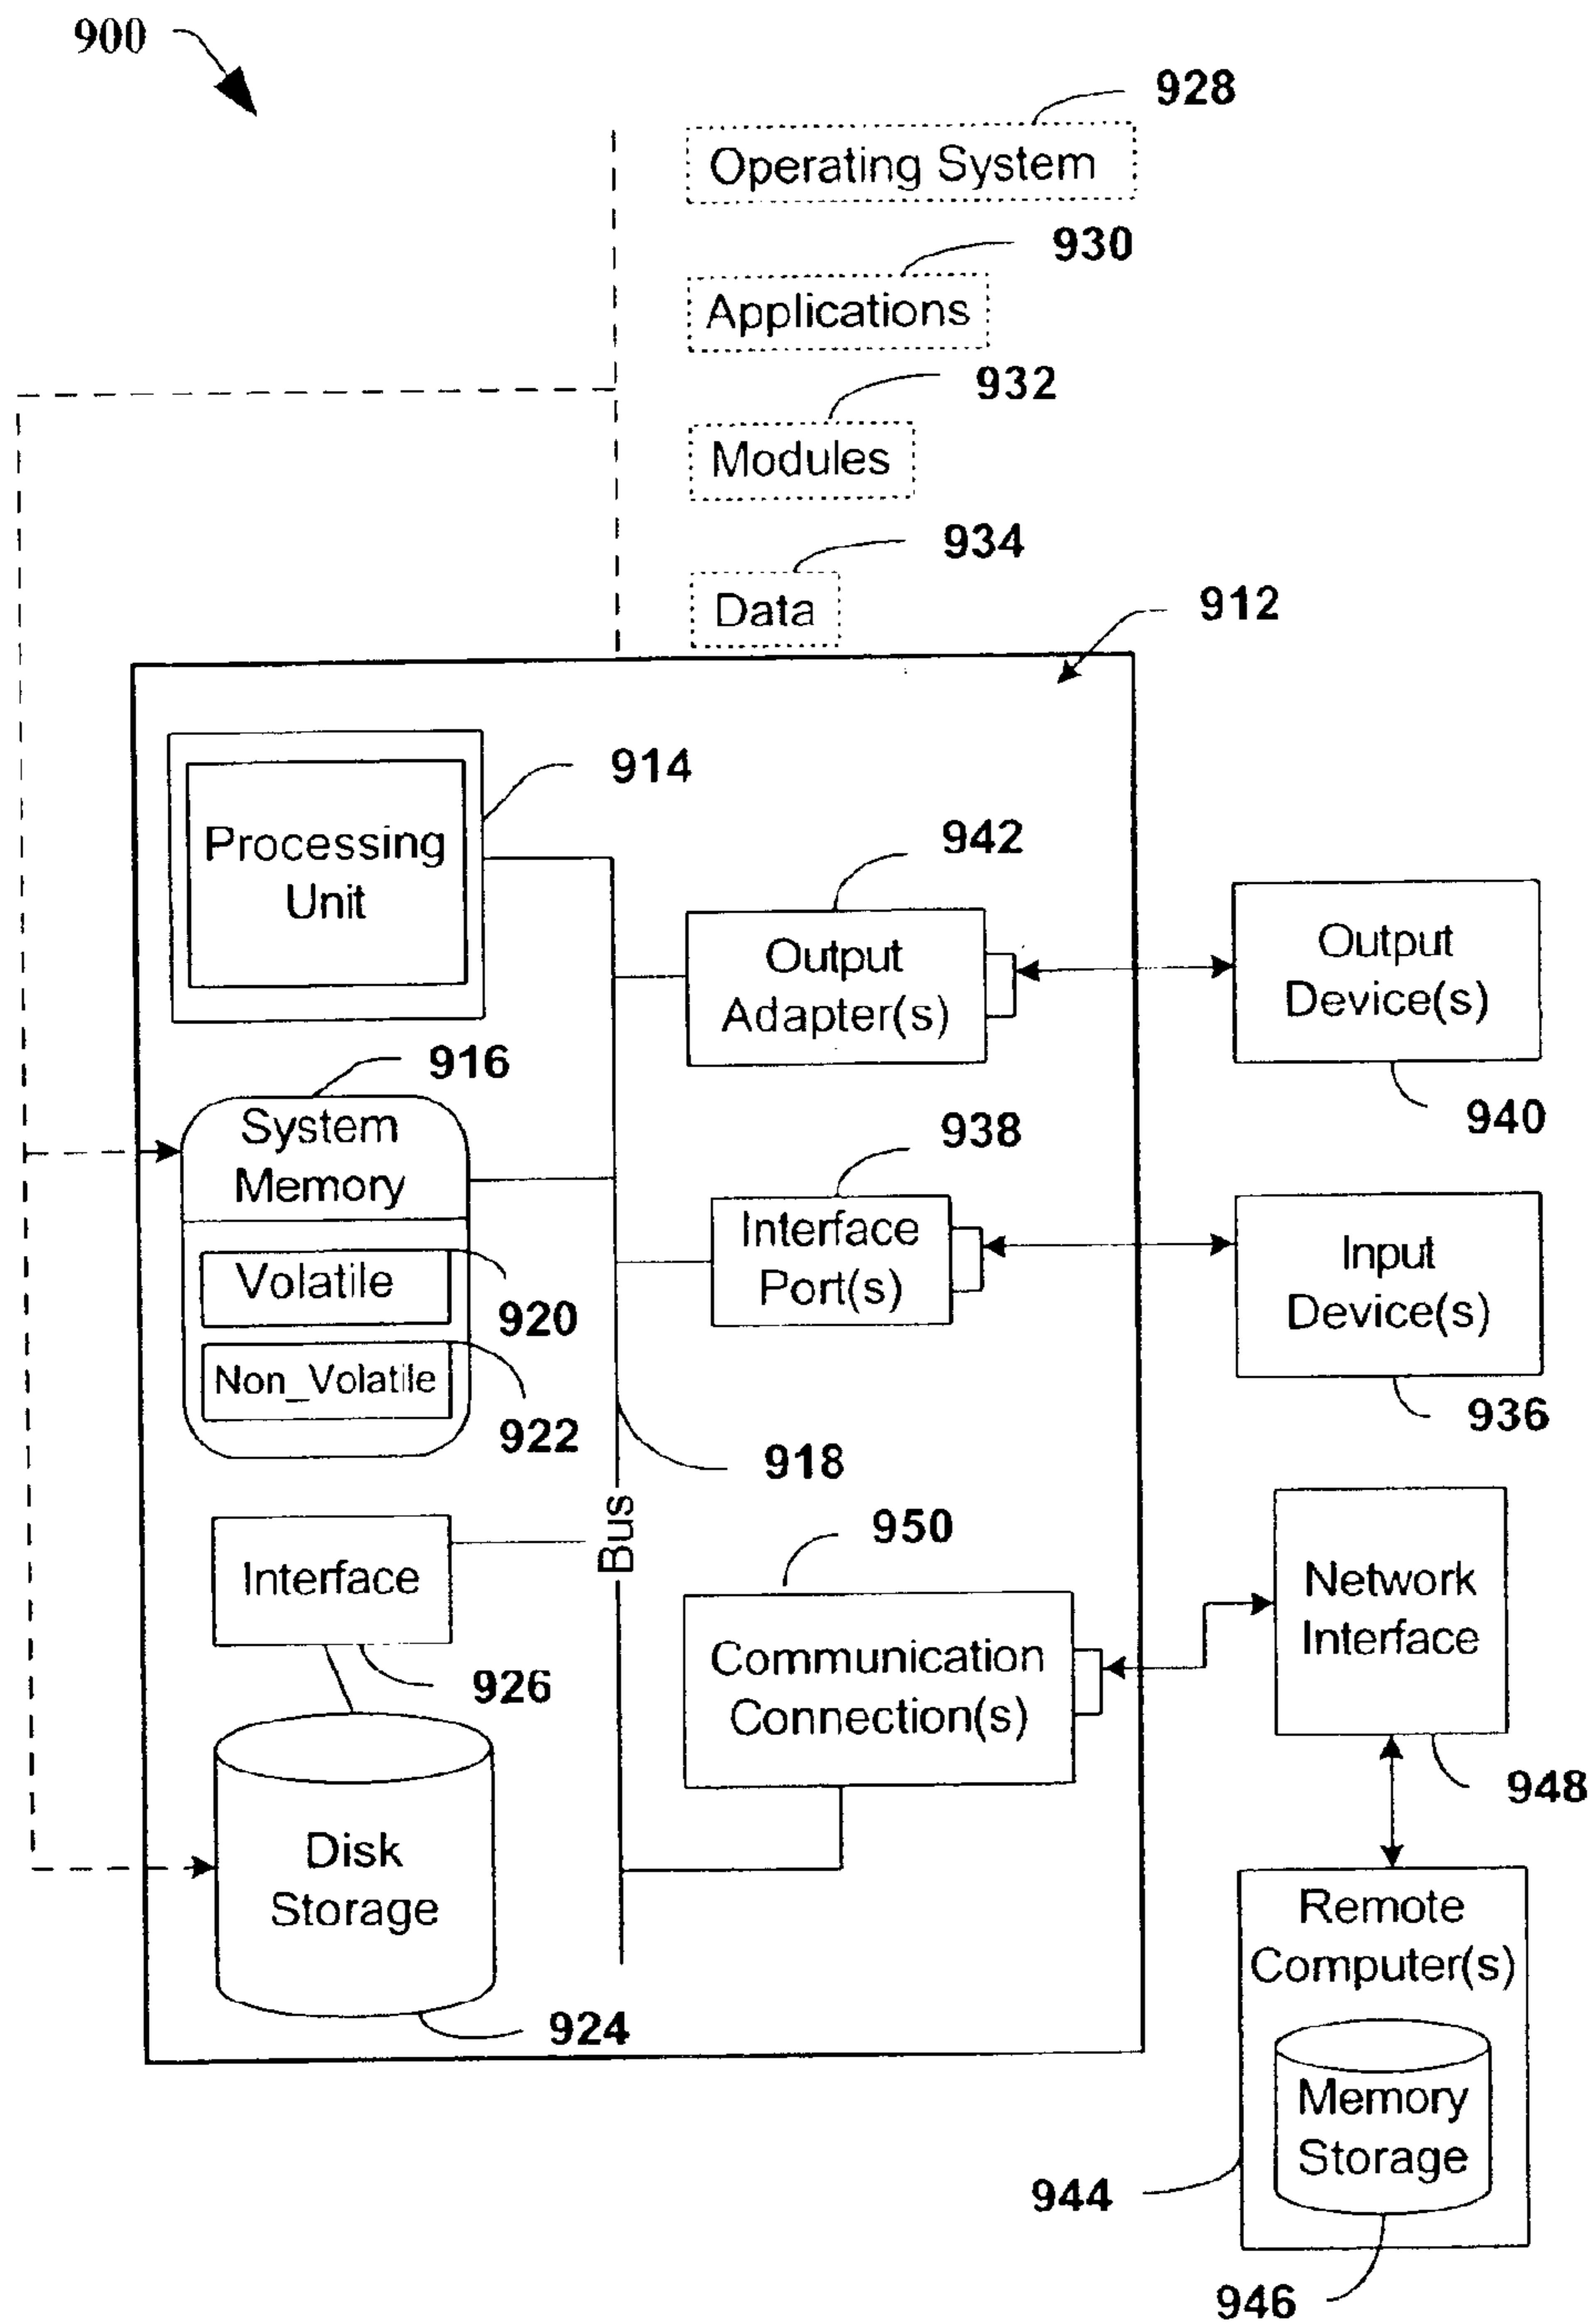 900
928
Operating System
930
Applications
932
Modules
934
Data
912
914
Processing
Unit
942
Output
Adapter(s)
Output
Device(s)
940
916
System
Memory
938
Interface
Port(s)
Input
Device(s)
936
Volatile
920
Non_Volatile
922
918
Bus
950
Interface
926
Communication
Connection(s)
Network
Interface
948
Disk
Storage
924
Remote
Computer(s)
Memory
Storage
944
946